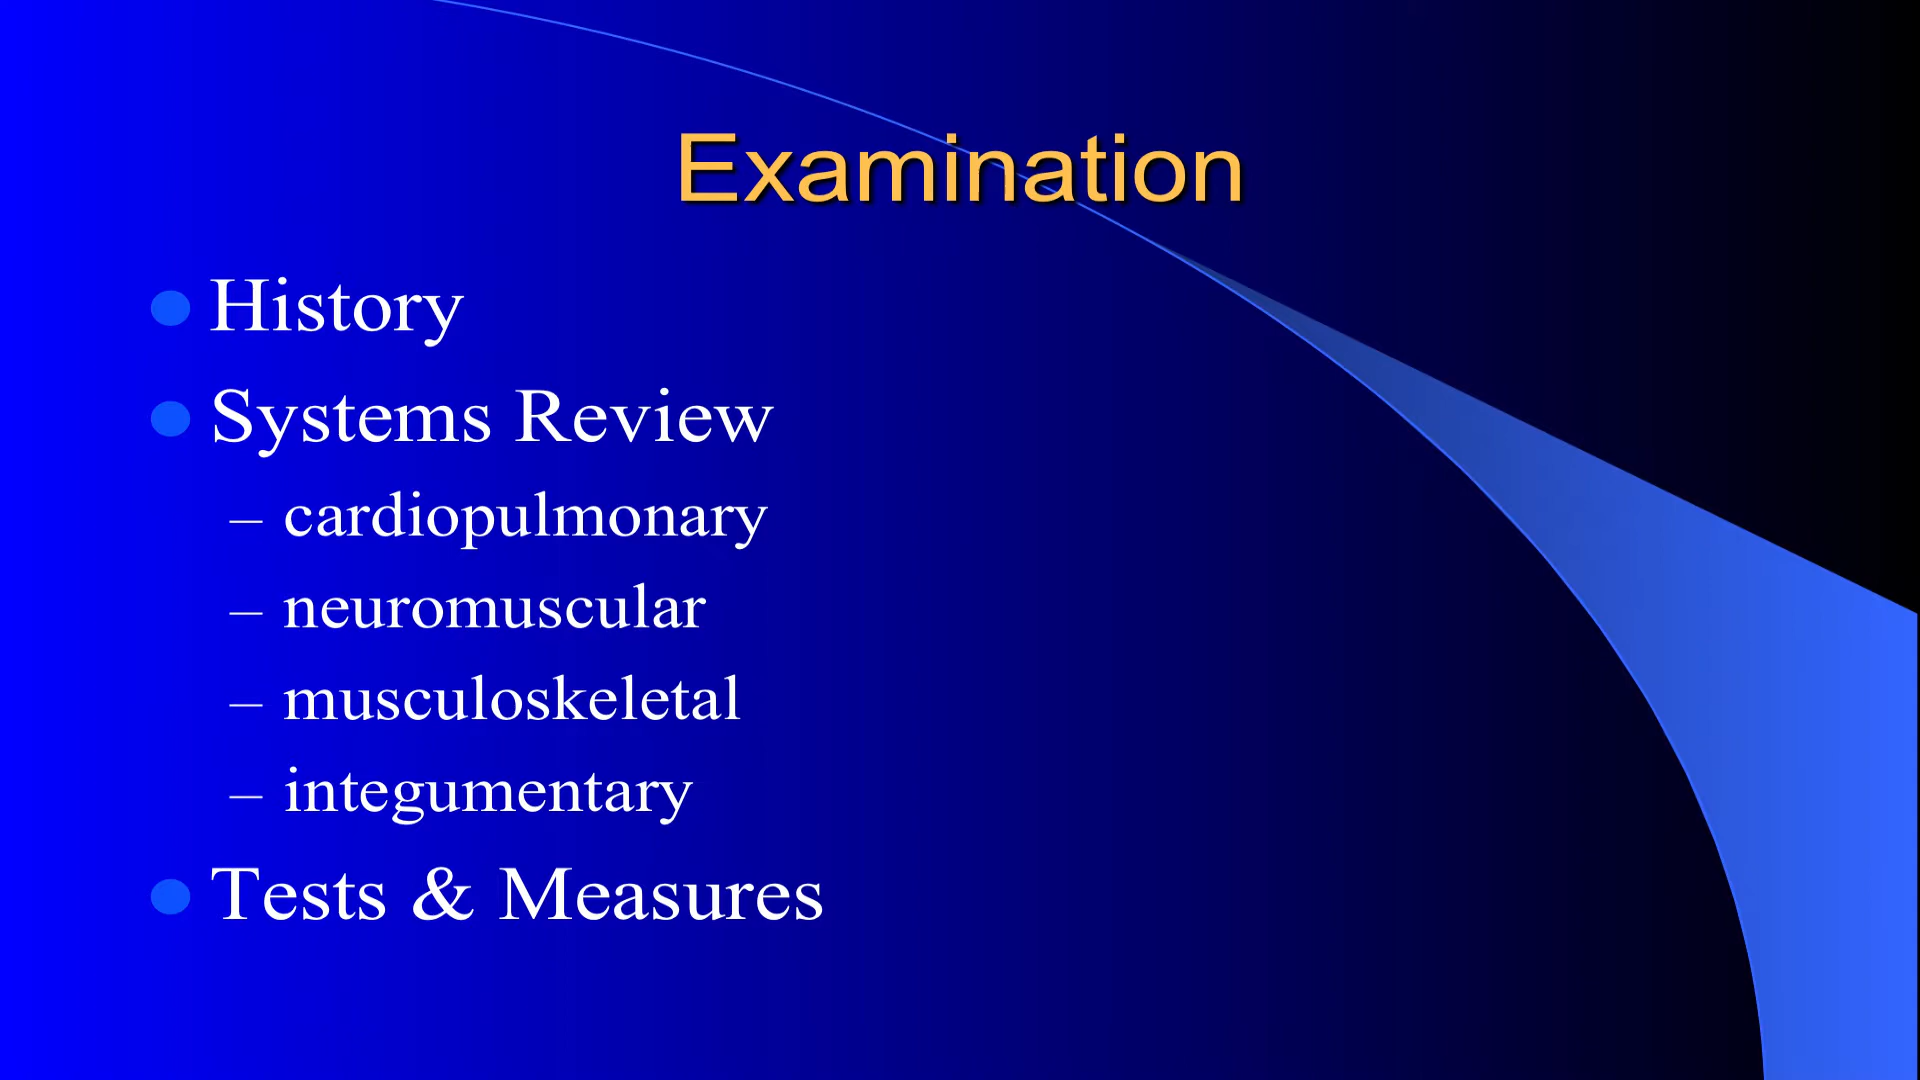 Examination
History
Systems Review
– cardiopulmonary
– neuromuscular
– musculoskeletal
– integumentary
Tests & Measures